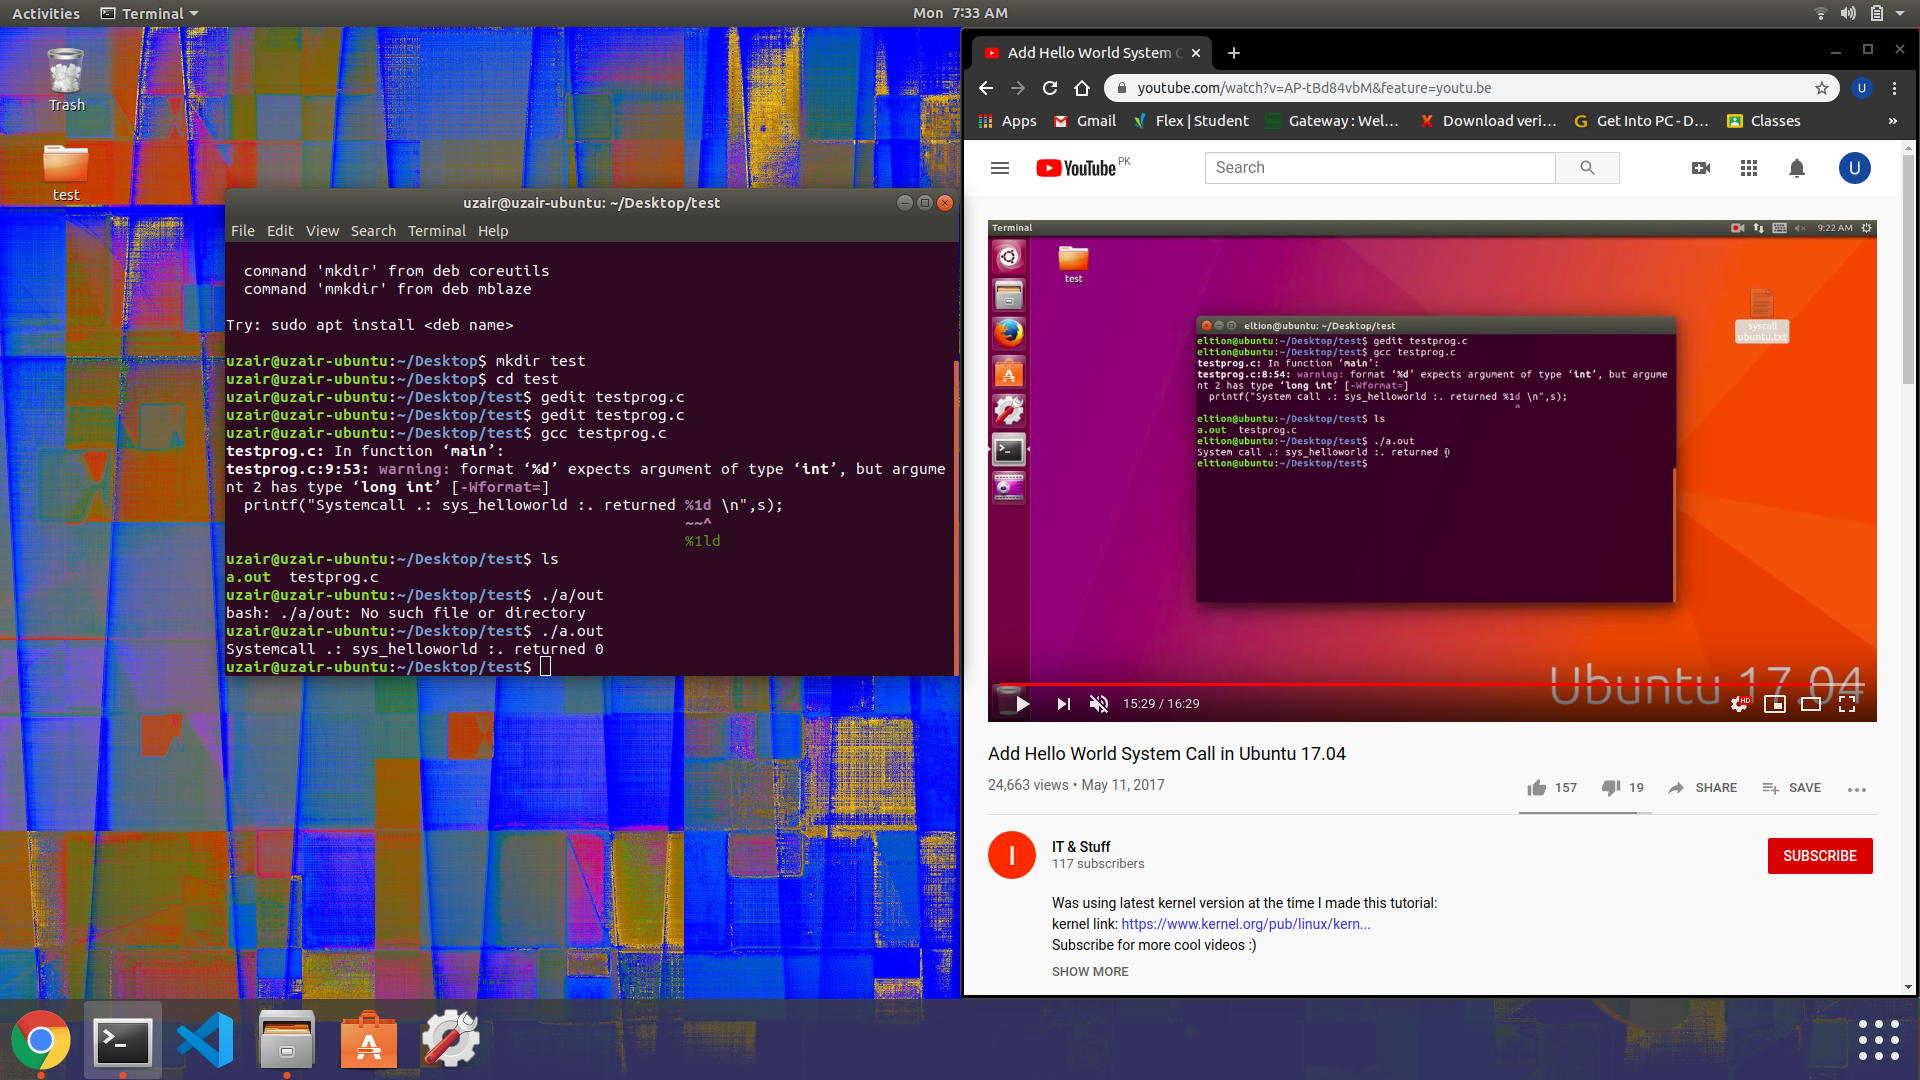 Activities
Terminal
Mon 7:33 AM
Trash
test
uzair@uzair-ubuntu: ~/Desktop/test
File Edit View Search Terminal Help
command 'mkdir' from deb coreutils
command 'mmkdir' from deb mblaze
Try: sudo apt install <deb name>
uzair@uzair-ubuntu:~/Desktop$ mkdir test
uzair@uzair-ubuntu:~/Desktop$ cd test
uzair@uzair-ubuntu:~/Desktop/test$ gedit testprog.c
uzair@uzair-ubuntu:~/Desktop/test$ gedit testprog.c
uzair@uzair-ubuntu:~/Desktop/test$ gcc testprog.c
testprog.c: In function ‘main’:
testprog.c:9:53: warning: format ‘%d’ expects argument of type ‘int’, but argume
nt 2 has type ‘long int’ [-Wformat=]
printf("Systemcall .: sys_helloworld :. returned %1d \n",s);
~~^
%1ld
uzair@uzair-ubuntu:~/Desktop/test$ ls
a.out testprog.c
uzair@uzair-ubuntu:~/Desktop/test$ ./a/out
bash: ./a/out: No such file or directory
uzair@uzair-ubuntu:~/Desktop/test$ ./a.out
Systemcall .: sys_helloworld :. returned 0
uzair@uzair-ubuntu:~/Desktop/test$
Add Hello World System C
youtube.com/watch?v=AP-tBd84vbM&feature=youtu.be
U
Apps Gmail Flex | Student Gateway : Wel... Download veri... Get Into PC - D... Classes »
YouTube PK
Search
U
Terminal
9:22 AM
test
syscall
ubuntu.txt
eltion@ubuntu: ~/Desktop/test
eltion@ubuntu:~/Desktop/test$ gedit testprog.c
eltion@ubuntu:~/Desktop/test$ gcc testprog.c
testprog.c: In function ‘main’:
testprog.c:8:54: warning: format ‘%d’ expects argument of type ‘int’, but argume
nt 2 has type ‘long int’ [-Wformat=]
printf("System call .: sys_helloworld :. returned %1d \n",s);
^
eltion@ubuntu:~/Desktop/test$ ls
a.out testprog.c
eltion@ubuntu:~/Desktop/test$ ./a.out
System call .: sys_helloworld :. returned 0
eltion@ubuntu:~/Desktop/test$
Ubuntu 17.04
15:29 / 16:29
HD
Add Hello World System Call in Ubuntu 17.04
24,663 views • May 11, 2017
157 19 SHARE SAVE
I
IT & Stuff
117 subscribers
SUBSCRIBE
Was using latest kernel version at the time I made this tutorial:
kernel link: https://www.kernel.org/pub/linux/kern...
Subscribe for more cool videos :)
SHOW MORE